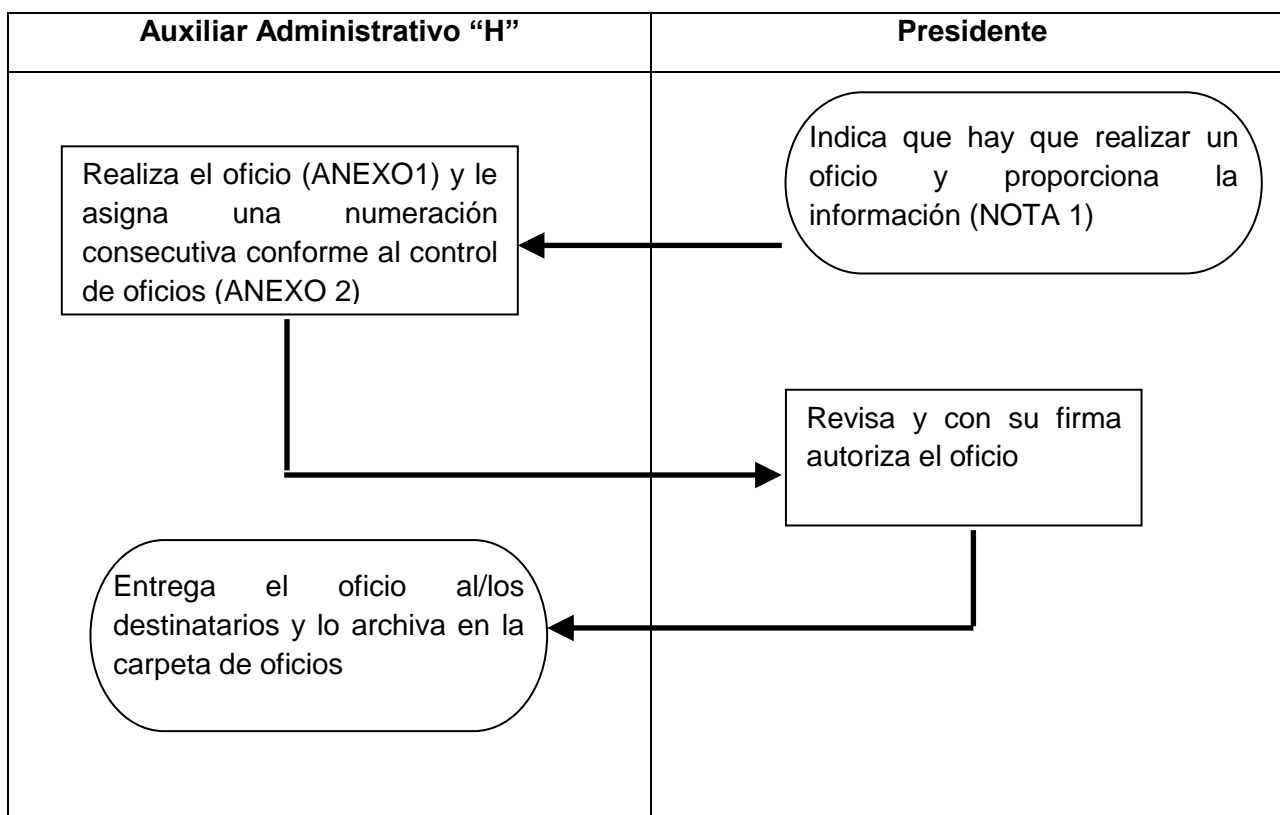 Auxiliar Administrativo “H”
Presidente
Indica que hay que realizar un
oficio y proporciona la
información (NOTA 1)
Realiza el oficio (ANEXO1) y le
asigna una numeración
consecutiva conforme al control
de oficios (ANEXO 2)
Revisa y con su firma
autoriza el oficio
Entrega el oficio al/los
destinatarios y lo archiva en la
carpeta de oficios